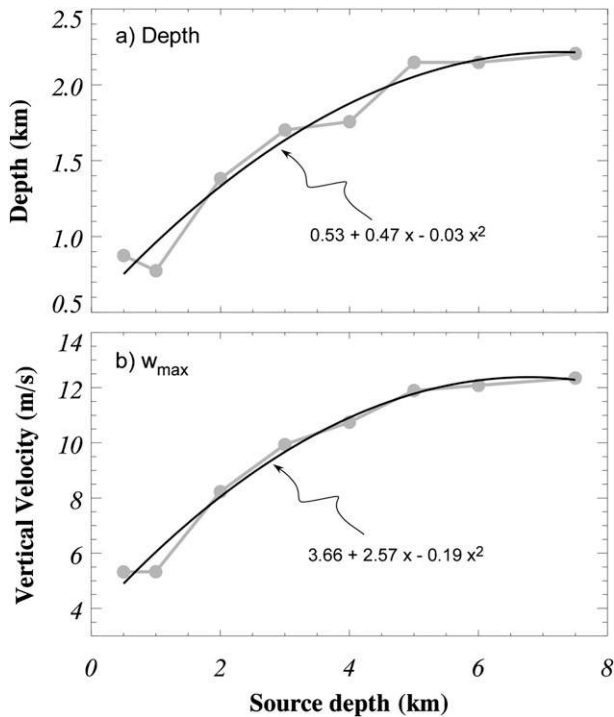 a) Depth
2.5
2.0
1.5
1.0
0.5
Depth (km)
0.53 + 0.47 x - 0.03 x²
b) w_max
14
12
10
8
6
4
Vertical Velocity (m/s)
3.66 + 2.57 x - 0.19 x²
0 2 4 6 8
Source depth (km)